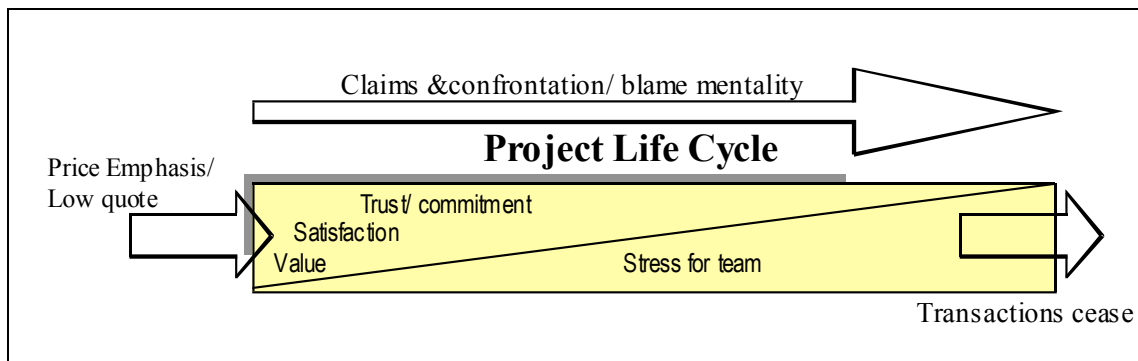 Claims &confrontation/ blame mentality
Project Life Cycle
Price Emphasis/
Low quote
Trust/ commitment
Satisfaction
Value
Stress for team
Transactions cease